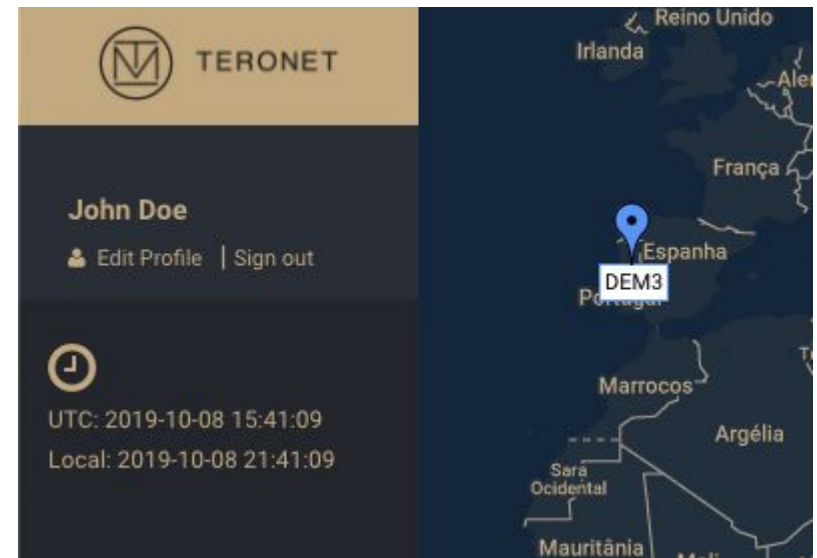 TERONET
John Doe
Edit Profile | Sign out
UTC: 2019-10-08 15:41:09
Local: 2019-10-08 21:41:09
Reino Unido
Irlanda
França
Espanha
DEM3
Marrocos
Argélia
Sara
Ocidental
Mauritânia